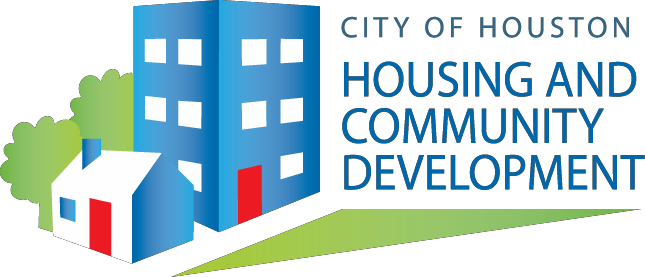 CITY OF HOUSTON
HOUSING AND
COMMUNITY
DEVELOPMENT